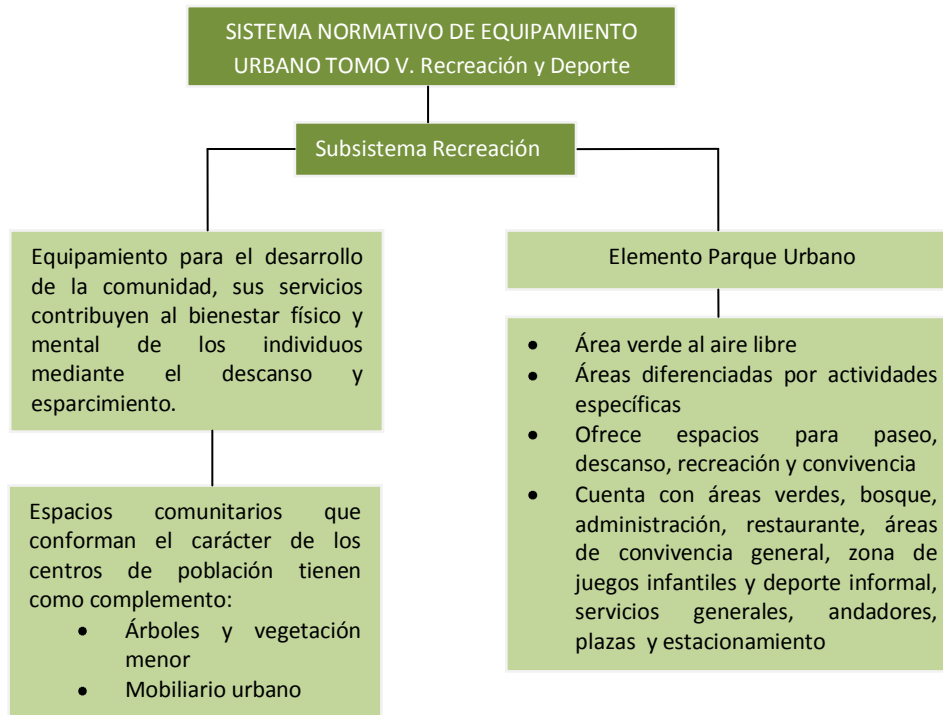 SISTEMA NORMATIVO DE EQUIPAMIENTO
URBANO TOMO V. Recreación y Deporte
Subsistema Recreación
Equipamiento para el desarrollo
de la comunidad, sus servicios
contribuyen al bienestar físico y
mental de los individuos
mediante el descanso y
esparcimiento.
Espacios comunitarios que
conforman el carácter de los
centros de población tienen
como complemento:
• Árboles y vegetación
menor
• Mobiliario urbano
Elemento Parque Urbano
• Área verde al aire libre
• Áreas diferenciadas por actividades
específicas
• Ofrece espacios para paseo,
descanso, recreación y convivencia
• Cuenta con áreas verdes, bosque,
administración, restaurante, áreas
de convivencia general, zona de
juegos infantiles y deporte informal,
servicios generales, andadores,
plazas y estacionamiento